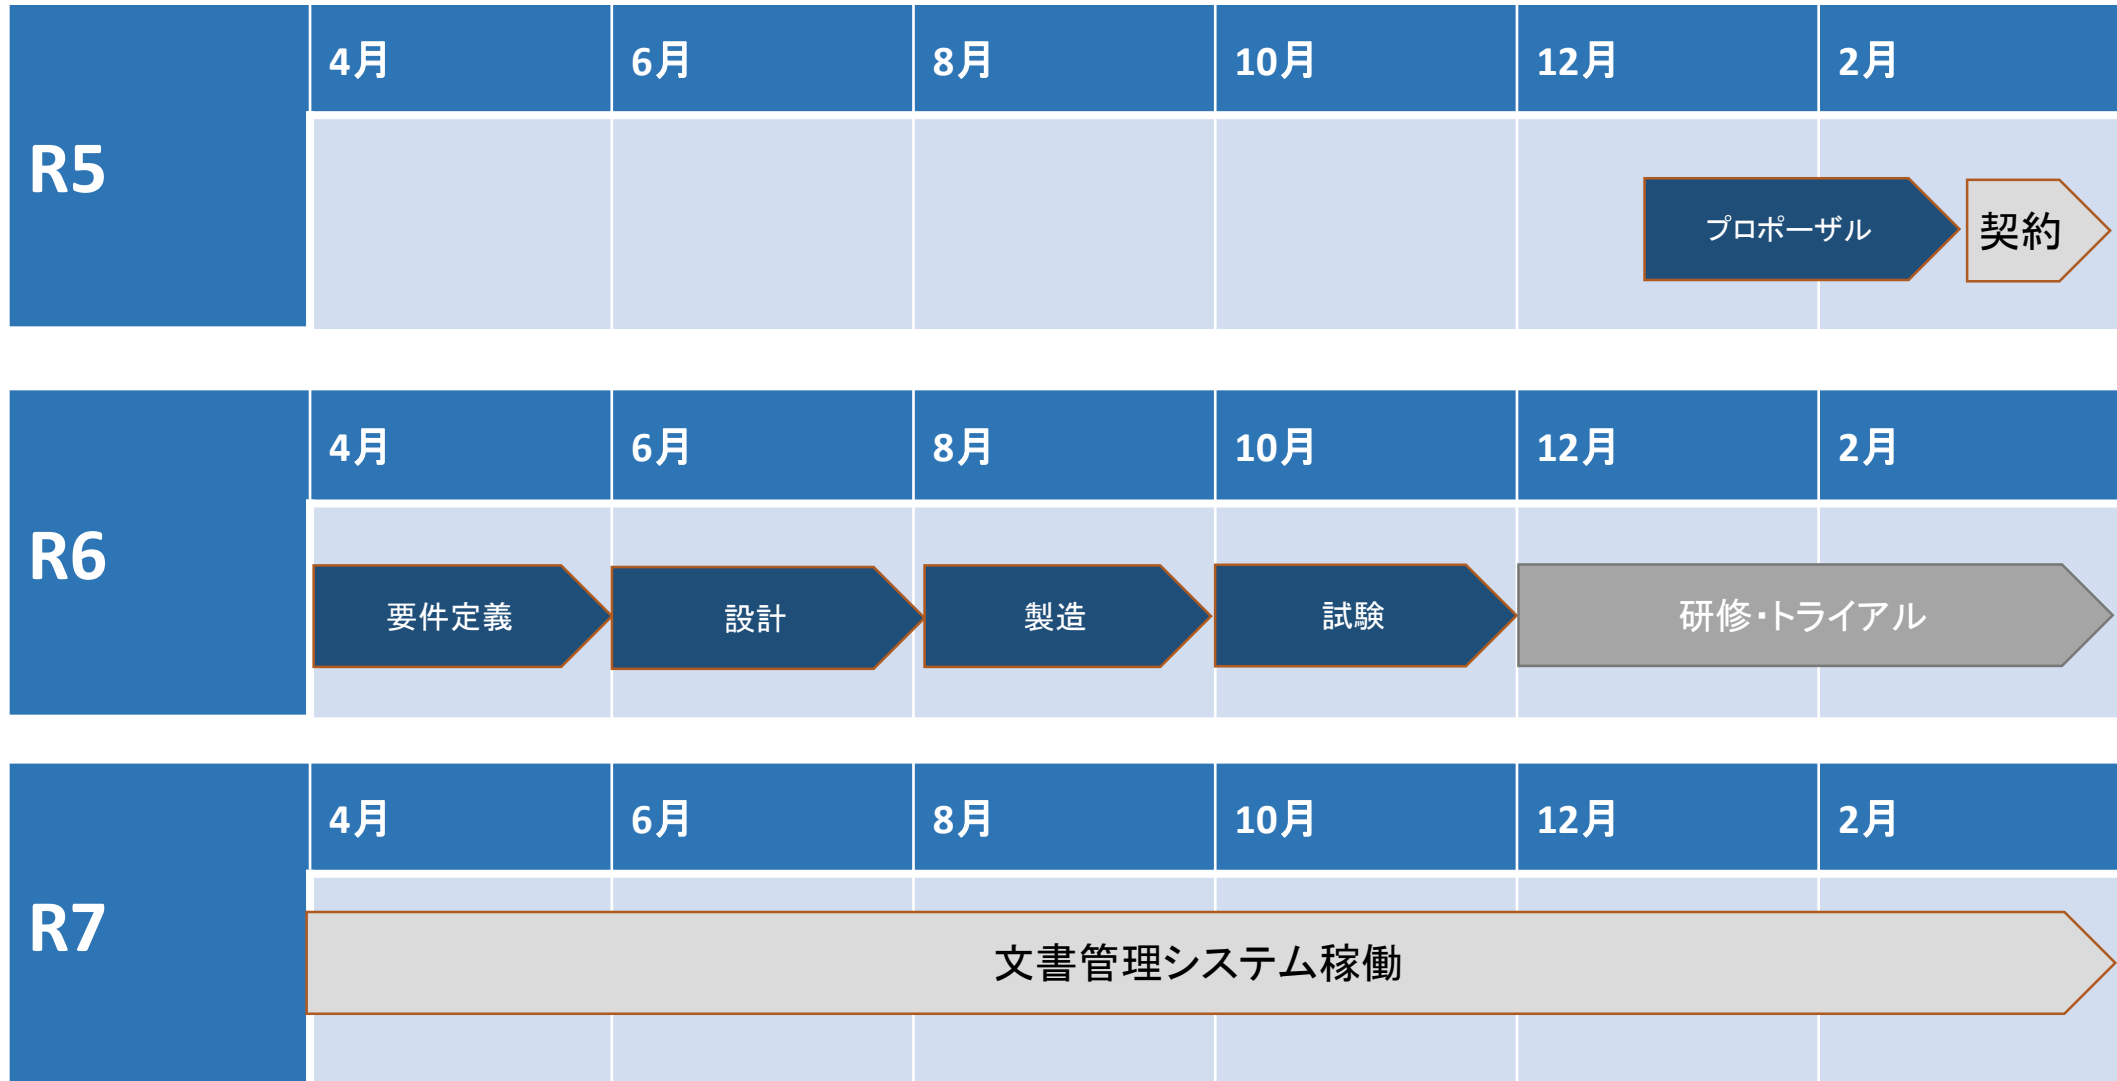 4月 6月 8月 10月 12月 2月
R5
プロポーザル 契約
4月 6月 8月 10月 12月 2月
R6
要件定義 設計 製造 試験 研修・トライアル
4月 6月 8月 10月 12月 2月
R7
文書管理システム稼働